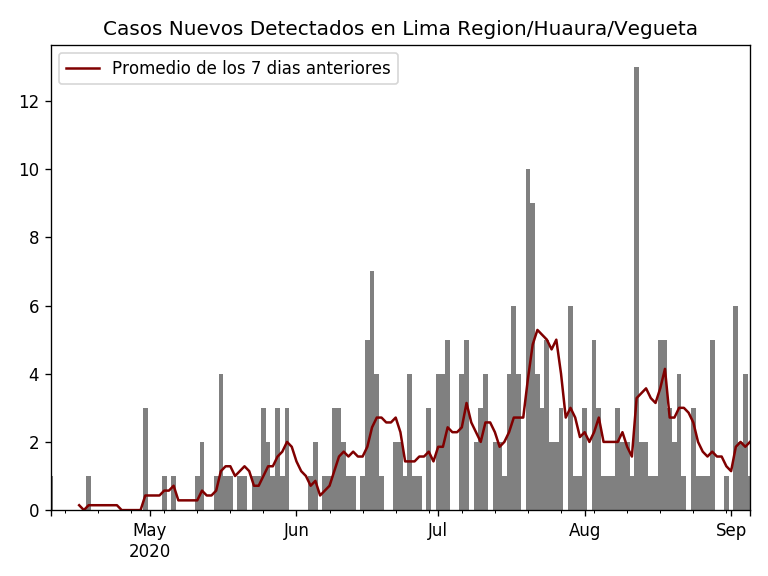 Casos Nuevos Detectados en Lima Region/Huaura/Vegueta
Promedio de los 7 dias anteriores
12
10
8
6
4
2
0
May Jun Jul Aug Sep
2020